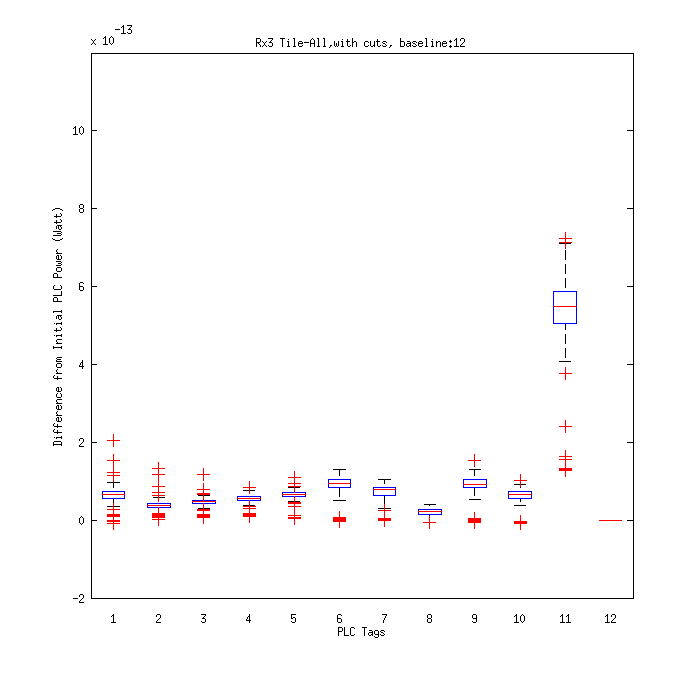 x 10-13
Rx3 Tile-All,with cuts, baseline:12
10
8
6
4
2
0
-2
Difference from Initial PLC Power (Watt)
1 2 3 4 5 6 7 8 9 10 11 12
PLC Tags